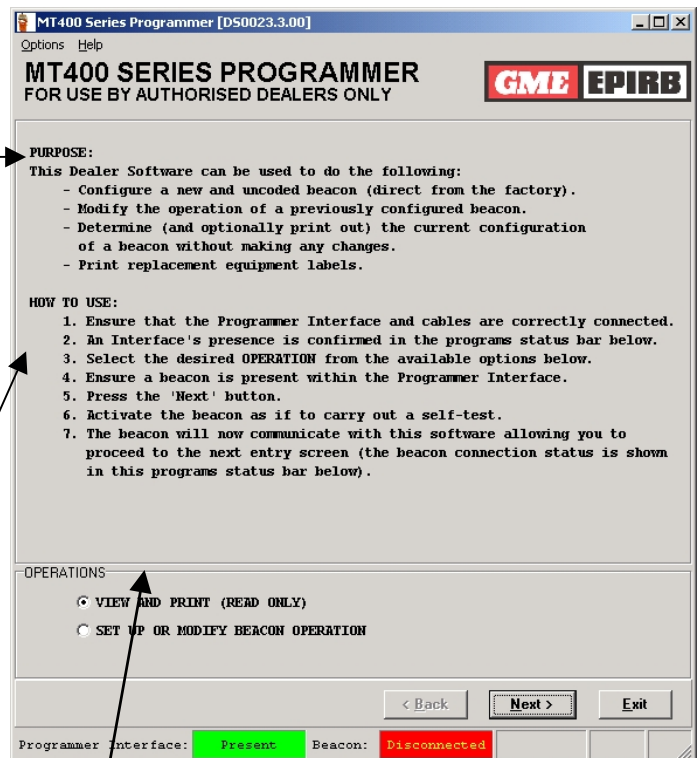 MT400 Series Programmer [DS0023.3.00]
Options Help
MT400 SERIES PROGRAMMER
FOR USE BY AUTHORISED DEALERS ONLY
GME EPIRB
PURPOSE:
This Dealer Software can be used to do the following:
- Configure a new and uncoded beacon (direct from the factory).
- Modify the operation of a previously configured beacon.
- Determine (and optionally print out) the current configuration
of a beacon without making any changes.
- Print replacement equipment labels.
HOW TO USE:
1. Ensure that the Programmer Interface and cables are correctly connected.
2. An Interface's presence is confirmed in the programs status bar below.
3. Select the desired OPERATION from the available options below.
4. Ensure a beacon is present within the Programmer Interface.
5. Press the 'Next' button.
6. Activate the beacon as if to carry out a self-test.
7. The beacon will now communicate with this software allowing you to
proceed to the next entry screen (the beacon connection status is shown
in this programs status bar below).
OPERATIONS
VIEW AND PRINT (READ ONLY)
SET UP OR MODIFY BEACON OPERATION
< Back Next > Exit
Programmer Interface: Present Beacon: Disconnected